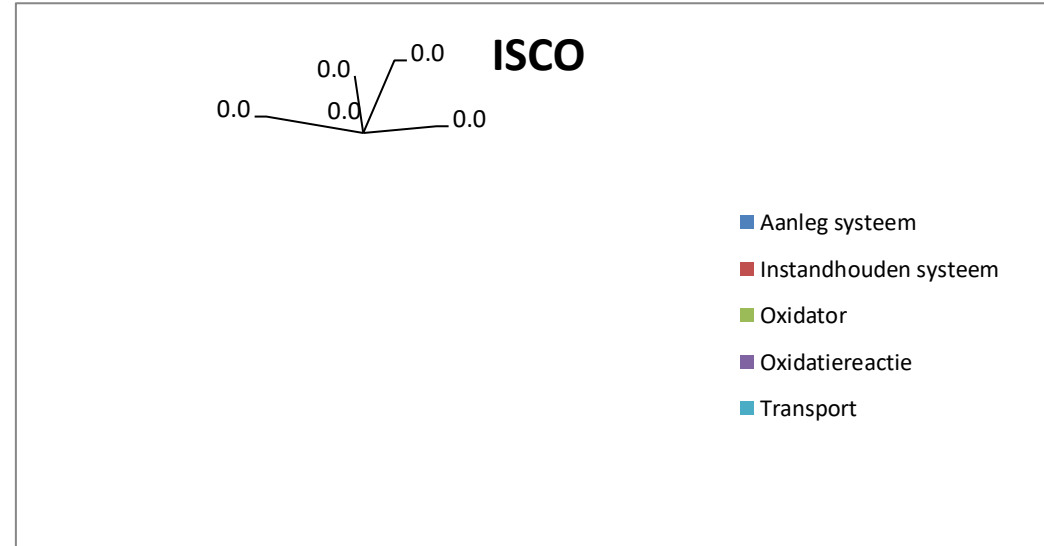 ISCO
0.0
0.0
0.0
0.0
0.0
Aanleg systeem
Instandhouden systeem
Oxidator
Oxidatiereactie
Transport